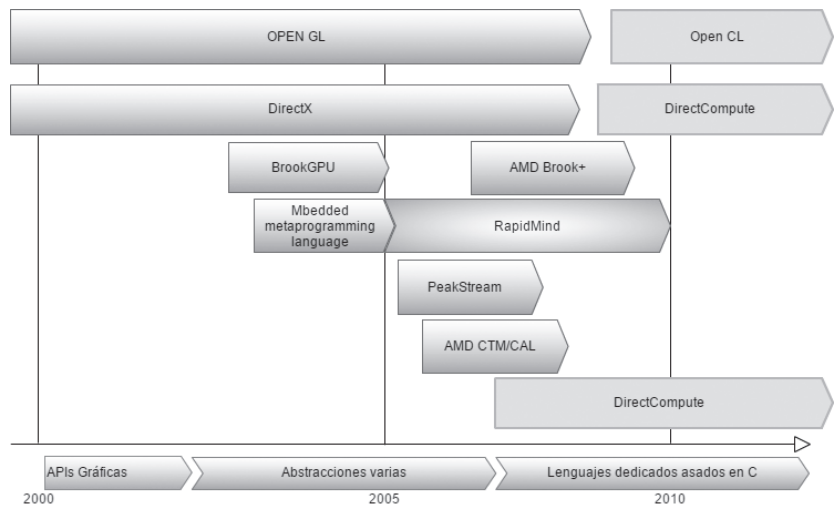 OPEN GL
Open CL
DirectX
DirectCompute
BrookGPU
AMD Brook+
Mbedded
metaprogramming
language
RapidMind
PeakStream
AMD CTM/CAL
DirectCompute
APIs Gráficas
Abstracciones varias
Lenguajes dedicados asados en C
2000
2005
2010